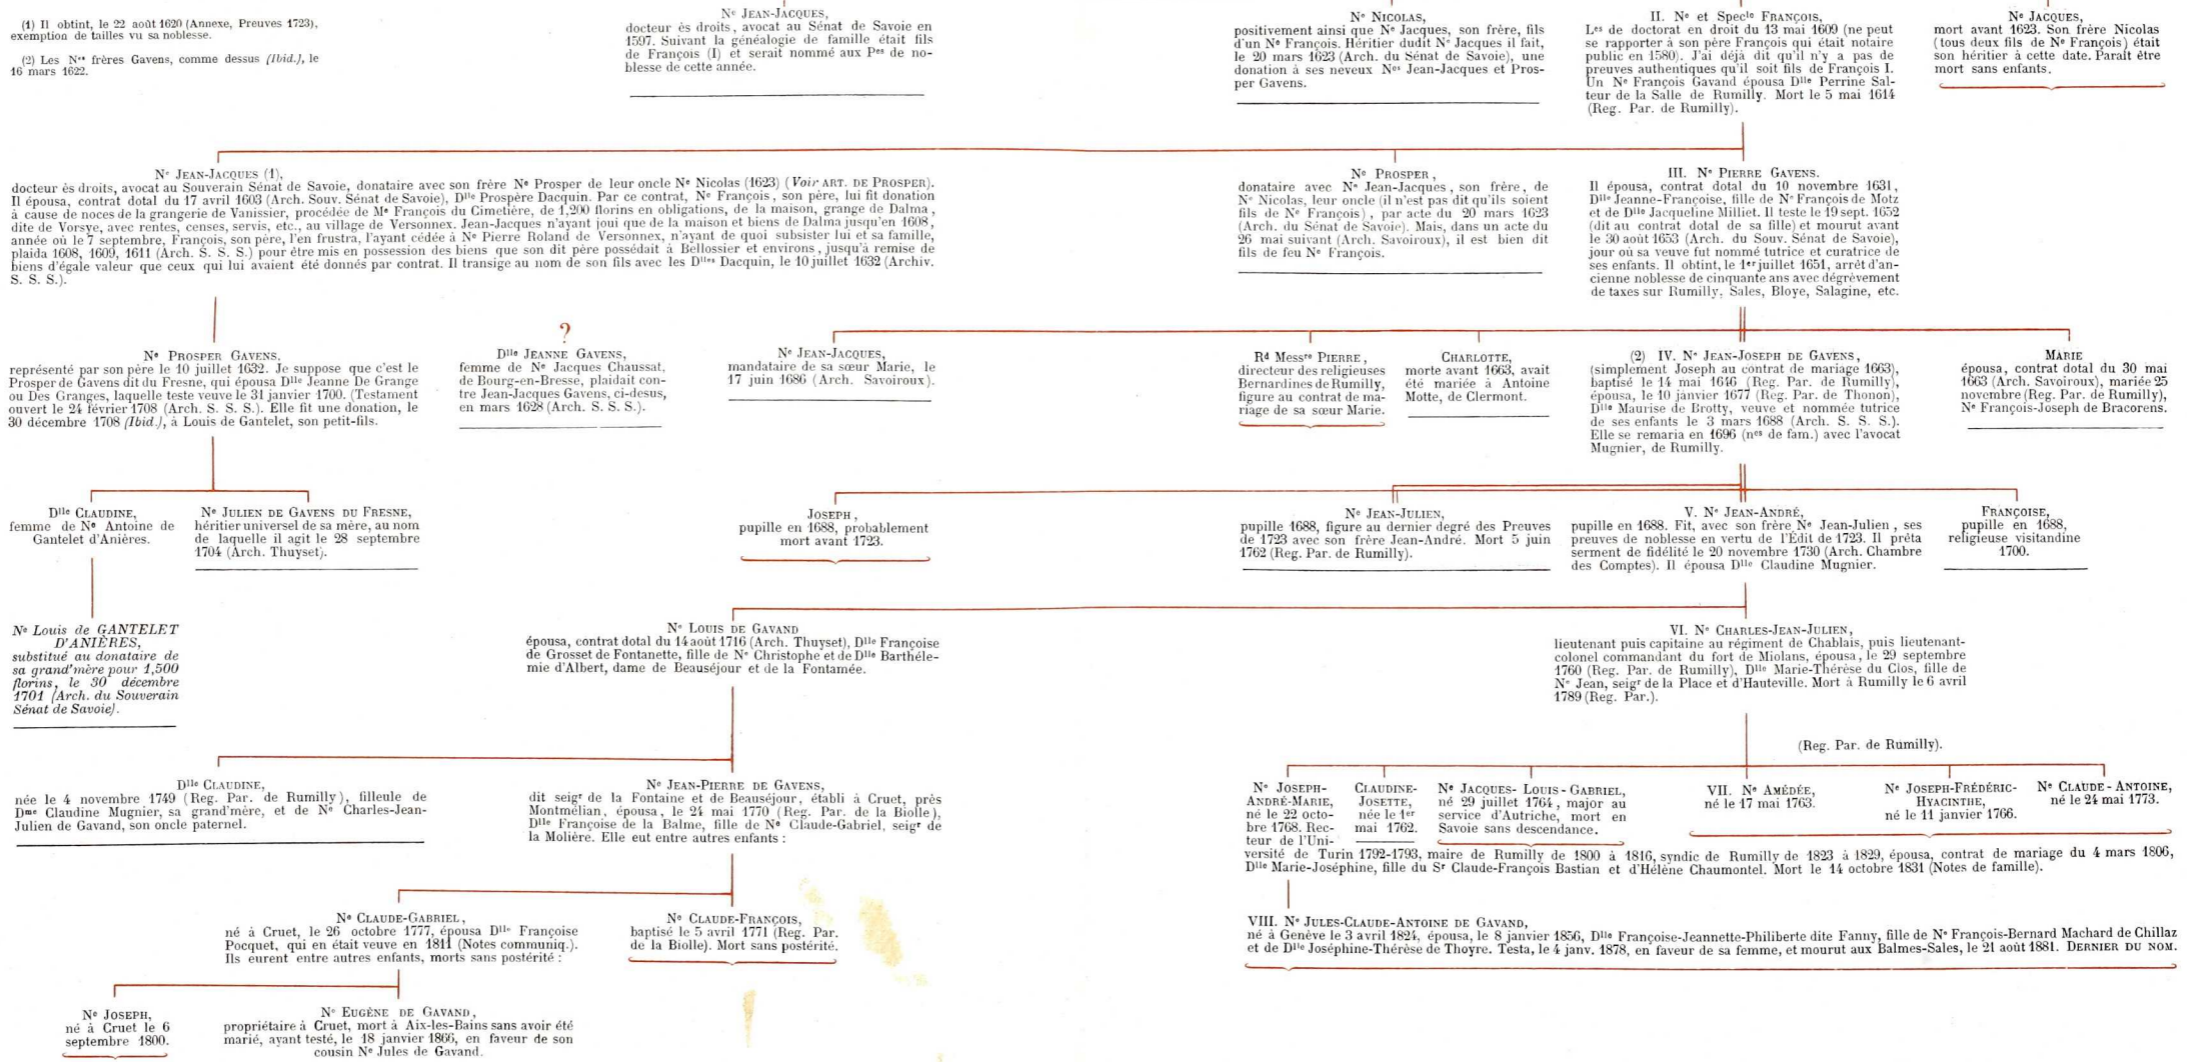 (1) Il obtint, le 22 août 1620 (Annexe, Preuves 1723),
exemption de tailles vu sa noblesse.
(2) Les Nᵉˢ frères Gavens, comme dessus (Ibid.), le
16 mars 1622.
Nᵉ JEAN-JACQUES,
docteur ès droits, avocat au Sénat de Savoie en
1597. Suivant la généalogie de famille était fils
de François (I) et serait nommé aux Pᵉˢ de no-
blesse de cette année.
Nᵉ NICOLAS,
positivement ainsi que Nᵉ Jacques, son frère, fils
d'un Nᵉ François. Héritier dudit Nᵉ Jacques il fait,
le 20 mars 1623 (Arch. du Sénat de Savoie), une
donation à ses neveux Nᵉˢ Jean-Jacques et Pros-
per Gavens.
II. Nᵉ et Specˡᵉ FRANÇOIS,
Lᵉˢ de doctorat en droit du 13 mai 1609 (ne peut
se rapporter à son père François qui était notaire
public en 1580). J'ai déjà dit qu'il n'y a pas de
preuves authentiques qu'il soit fils de François I.
Un Nᵉ François Gavand épousa Dˡˡᵉ Perrine Sal-
teur de la Salle de Rumilly. Mort le 5 mai 1614
(Reg. Par. de Rumilly).
Nᵉ JACQUES,
mort avant 1623. Son frère Nicolas
(tous deux fils de Nᵉ François) était
son héritier à cette date. Paraît être
mort sans enfants.
Nᵉ JEAN-JACQUES (1),
docteur ès droits, avocat au Souverain Sénat de Savoie, donataire avec son frère Nᵉ Prosper de leur oncle Nᵉ Nicolas (1623) (Voir ART. DE PROSPER).
Il épousa, contrat dotal du 17 avril 1603 (Arch. Souv. Sénat de Savoie), Dˡˡᵉ Prospère Dacquin. Par ce contrat, Nᵉ François, son père, lui fit donation
à cause de noces de la grangerie de Vanissier, procédée de Mᵉ François du Cimetière, de 1,200 florins en obligations, de la maison, grange de Dalma,
dite de Vorsye, avec rentes, censes, servis, etc., au village de Versonnex. Jean-Jacques n'ayant joui que de la maison et biens de Dalma jusqu'en 1608,
année où le 7 septembre, François, son père, l'en frustra, l'ayant cédée à Nᵉ Pierre Roland de Versonnex, n'ayant de quoi subsister lui et sa famille,
plaida 1608, 1609, 1611 (Arch. S. S. S.) pour être mis en possession des biens que son dit père possédait à Bellossier et environs, jusqu'à remise de
biens d'égale valeur que ceux qui lui avaient été donnés par contrat. Il transige au nom de son fils avec les Dˡˡᵉˢ Dacquin, le 10 juillet 1632 (Archiv.
S. S. S.).
Nᵉ PROSPER,
donataire avec Nᵉ Jean-Jacques, son frère, de
Nᵉ Nicolas, leur oncle (il n'est pas dit qu'ils soient
fils de Nᵉ François), par acte du 20 mars 1623
(Arch. du Sénat de Savoie). Mais, dans un acte du
26 mai suivant (Arch. Savoiroux), il est bien dit
fils de feu Nᵉ François.
III. Nᵉ PIERRE GAVENS.
Il épousa, contrat dotal du 10 novembre 1631,
Dˡˡᵉ Jeanne-Françoise, fille de Nᵉ François de Motz
et de Dˡˡᵉ Jacqueline Milliet. Il teste le 19 sept. 1652
(dit au contrat dotal de sa fille) et mourut avant
le 30 août 1653 (Arch. du Souv. Sénat de Savoie),
jour où sa veuve fut nommé tutrice et curatrice de
ses enfants. Il obtint, le 1ᵉʳ juillet 1651, arrêt d'an-
cienne noblesse de cinquante ans avec dégrèvement
de taxes sur Rumilly, Sales, Bloye, Salagine, etc.
Nᵉ PROSPER GAVENS,
représenté par son père le 10 juillet 1632. Je suppose que c'est le
Prosper de Gavens dit du Fresne, qui épousa Dˡˡᵉ Jeanne De Grange
ou Des Granges, laquelle teste veuve le 31 janvier 1700. (Testament
ouvert le 24 février 1708 (Arch. S. S. S.). Elle fit une donation, le
30 décembre 1708 (Ibid.), à Louis de Gantelet, son petit-fils.
?
Dˡˡᵉ JEANNE GAVENS,
femme de Nᵉ Jacques Chaussat,
de Bourg-en-Bresse, plaidait con-
tre Jean-Jacques Gavens, ci-desus,
en mars 1628 (Arch. S. S. S.).
Nᵉ JEAN-JACQUES,
mandataire de sa sœur Marie, le
17 juin 1686 (Arch. Savoiroux).
Rᵈ Messʳᵉ PIERRE,
directeur des religieuses
Bernardines de Rumilly,
figure au contrat de ma-
riage de sa sœur Marie.
CHARLOTTE,
morte avant 1663, avait
été mariée à Antoine
Motte, de Clermont.
(2) IV. Nᵉ JEAN-JOSEPH DE GAVENS,
(simplement Joseph au contrat de mariage 1663),
baptisé le 14 mai 1646 (Reg. Par. de Rumilly),
épousa, le 10 janvier 1677 (Reg. Par. de Thonon),
Dˡˡᵉ Maurise de Brotty, veuve et nommée tutrice
de ses enfants le 3 mars 1688 (Arch. S. S. S.).
Elle se remaria en 1696 (nᵉˢ de fam.) avec l'avocat
Mugnier, de Rumilly.
MARIE
épousa, contrat dotal du 30 mai
1663 (Arch. Savoiroux), mariée 25
novembre (Reg. Par. de Rumilly),
Nᵉ François-Joseph de Bracorens.
Dˡˡᵉ CLAUDINE,
femme de Nᵉ Antoine de
Gantelet d'Anières.
Nᵉ JULIEN DE GAVENS DU FRESNE,
héritier universel de sa mère, au nom
de laquelle il agit le 28 septembre
1704 (Arch. Thuyset).
JOSEPH,
pupille en 1688, probablement
mort avant 1723.
Nᵉ JEAN-JULIEN,
pupille 1688, figure au dernier degré des Preuves
de 1723 avec son frère Jean-André. Mort 5 juin
1762 (Reg. Par. de Rumilly).
V. Nᵉ JEAN-ANDRÉ,
pupille en 1688. Fit, avec son frère Nᵉ Jean-Julien, ses
preuves de noblesse en vertu de l'Édit de 1723. Il prêta
serment de fidélité le 20 novembre 1730 (Arch. Chambre
des Comptes). Il épousa Dˡˡᵉ Claudine Mugnier.
FRANÇOISE,
pupille en 1688,
religieuse visitandine
1700.
Nᵉ Louis de GANTELET
D'ANIÈRES,
substitué au donataire de
sa grand'mère pour 1,500
florins, le 30 décembre
1701 (Arch. du Souverain
Sénat de Savoie).
Nᵉ LOUIS DE GAVAND
épousa, contrat dotal du 14 août 1716 (Arch. Thuyset), Dˡˡᵉ Françoise
de Grosset de Fontanette, fille de Nᵉ Christophe et de Dˡˡᵉ Barthéle-
mie d'Albert, dame de Beauséjour et de la Fontamée.
VI. Nᵉ CHARLES-JEAN-JULIEN,
lieutenant puis capitaine au régiment de Chablais, puis lieutenant-
colonel commandant du fort de Miolans, épousa, le 29 septembre
1760 (Reg. Par. de Rumilly), Dˡˡᵉ Marie-Thérèse du Clos, fille de
Nᵉ Jean, seigʳ de la Place et d'Hauteville. Mort à Rumilly le 6 avril
1789 (Reg. Par.).
(Reg. Par. de Rumilly).
Dˡˡᵉ CLAUDINE,
née le 4 novembre 1749 (Reg. Par. de Rumilly), filleule de
Dᵐᵉ Claudine Mugnier, sa grand'mère, et de Nᵉ Charles-Jean-
Julien de Gavand, son oncle paternel.
Nᵉ JEAN-PIERRE DE GAVENS,
dit seigʳ de la Fontaine et de Beauséjour, établi à Cruet, près
Montmélian, épousa, le 24 mai 1770 (Reg. Par. de la Biolle),
Dˡˡᵉ Françoise de la Balme, fille de Nᵉ Claude-Gabriel, seigʳ de
la Molière. Elle eut entre autres enfants :
Nᵉ JOSEPH-
ANDRÉ-MARIE,
né le 22 octo-
bre 1768. Rec-
teur de l'Uni-
CLAUDINE-
JOSETTE,
née le 1ᵉʳ
mai 1762.
Nᵉ JACQUES-LOUIS-GABRIEL,
né 29 juillet 1764, major au
service d'Autriche, mort en
Savoie sans descendance.
VII. Nᵉ AMÉDÉE,
né le 17 mai 1763.
Nᵉ JOSEPH-FRÉDÉRIC-
HYACINTHE,
né le 11 janvier 1766.
Nᵉ CLAUDE-ANTOINE,
né le 24 mai 1773.
versité de Turin 1792-1793, maire de Rumilly de 1800 à 1816, syndic de Rumilly de 1823 à 1829, épousa, contrat de mariage du 4 mars 1806,
Dˡˡᵉ Marie-Joséphine, fille du Sʳ Claude-François Bastian et d'Hélène Chaumontel. Mort le 14 octobre 1831 (Notes de famille).
Nᵉ CLAUDE-GABRIEL,
né à Cruet, le 26 octobre 1777, épousa Dˡˡᵉ Françoise
Pocquet, qui en était veuve en 1811 (Notes communiq.).
Ils eurent entre autres enfants, morts sans postérité :
Nᵉ CLAUDE-FRANÇOIS,
baptisé le 5 avril 1771 (Reg. Par.
de la Biolle). Mort sans postérité.
VIII. Nᵉ JULES-CLAUDE-ANTOINE DE GAVAND,
né à Genève le 3 avril 1824, épousa, le 8 janvier 1856, Dˡˡᵉ Françoise-Jeannette-Philiberte dite Fanny, fille de Nᵉ François-Bernard Machard de Chillaz
et de Dˡˡᵉ Joséphine-Thérèse de Thoyre. Testa, le 4 janv. 1878, en faveur de sa femme, et mourut aux Balmes-Sales, le 21 août 1881. DERNIER DU NOM.
Nᵉ JOSEPH,
né à Cruet le 6
septembre 1800.
Nᵉ EUGÈNE DE GAVAND,
propriétaire à Cruet, mort à Aix-les-Bains sans avoir été
marié, ayant testé, le 18 janvier 1866, en faveur de son
cousin Nᵉ Jules de Gavand.